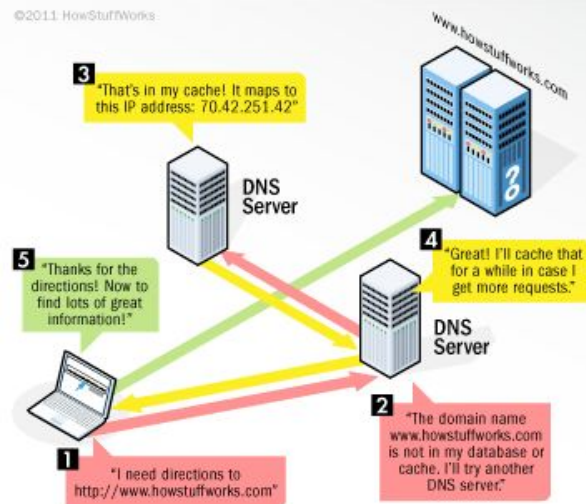 ©2011 HowStuffWorks
www.howstuffworks.com
3
"That's in my cache! It maps to
this IP address: 70.42.251.42"
DNS
Server
5
"Thanks for the
directions! Now to
find lots of great
information!"
4
"Great! I'll cache that
for a while in case I
get more requests."
DNS
Server
1
"I need directions to
http://www.howstuffworks.com"
2
"The domain name
www.howstuffworks.com
is not in my database or
cache. I'll try another
DNS server."
?